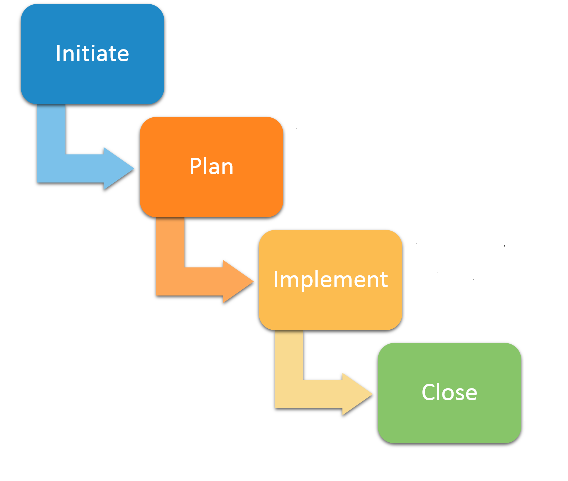 Initiate
Plan
Implement
Close